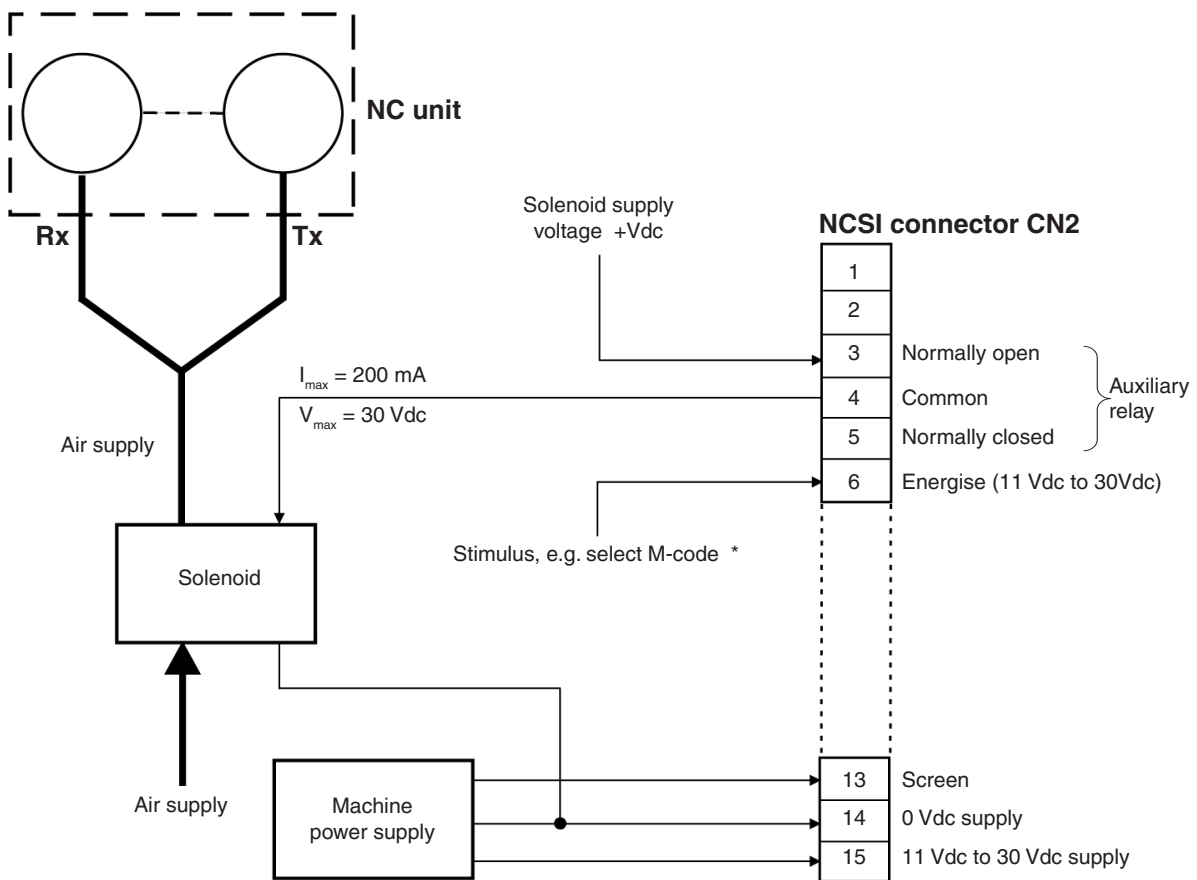 NC unit
Rx
Tx
Solenoid supply
voltage +Vdc
NCSI connector CN2
1
2
3 Normally open
4 Common
5 Normally closed
6 Energise (11 Vdc to 30Vdc)
Auxiliary
relay
Imax = 200 mA
Vmax = 30 Vdc
Air supply
Stimulus, e.g. select M-code *
Solenoid
Air supply
Machine
power supply
13 Screen
14 0 Vdc supply
15 11 Vdc to 30 Vdc supply